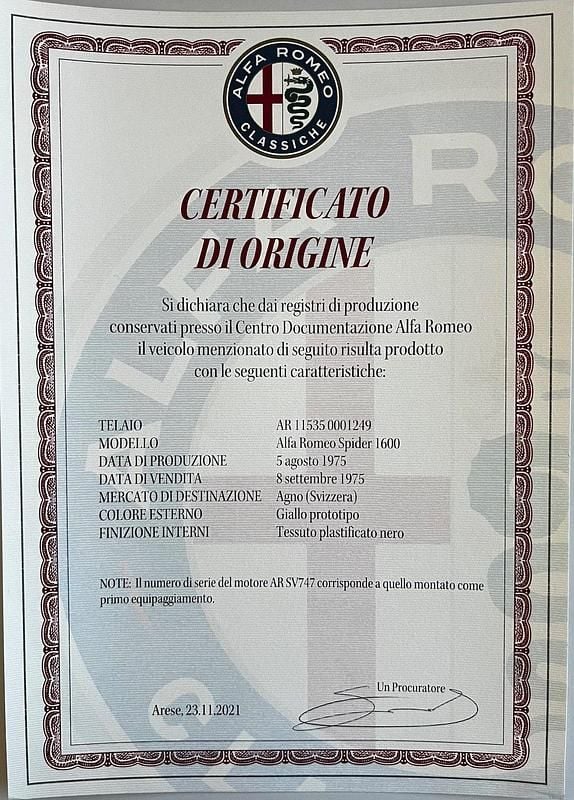 ALFA ROMEO
CLASSICHE
CERTIFICATO
DI ORIGINE
Si dichiara che dai registri di produzione
conservati presso il Centro Documentazione Alfa Romeo
il veicolo menzionato di seguito risulta prodotto
con le seguenti caratteristiche:
TELAIO AR 11535 0001249
MODELLO Alfa Romeo Spider 1600
DATA DI PRODUZIONE 5 agosto 1975
DATA DI VENDITA 8 settembre 1975
MERCATO DI DESTINAZIONE Agno (Svizzera)
COLORE ESTERNO Giallo prototipo
FINIZIONE INTERNI Tessuto plastificato nero
NOTE: Il numero di serie del motore AR SV747 corrisponde a quello montato come
primo equipaggiamento.
Un Procuratore
Arese, 23.11.2021